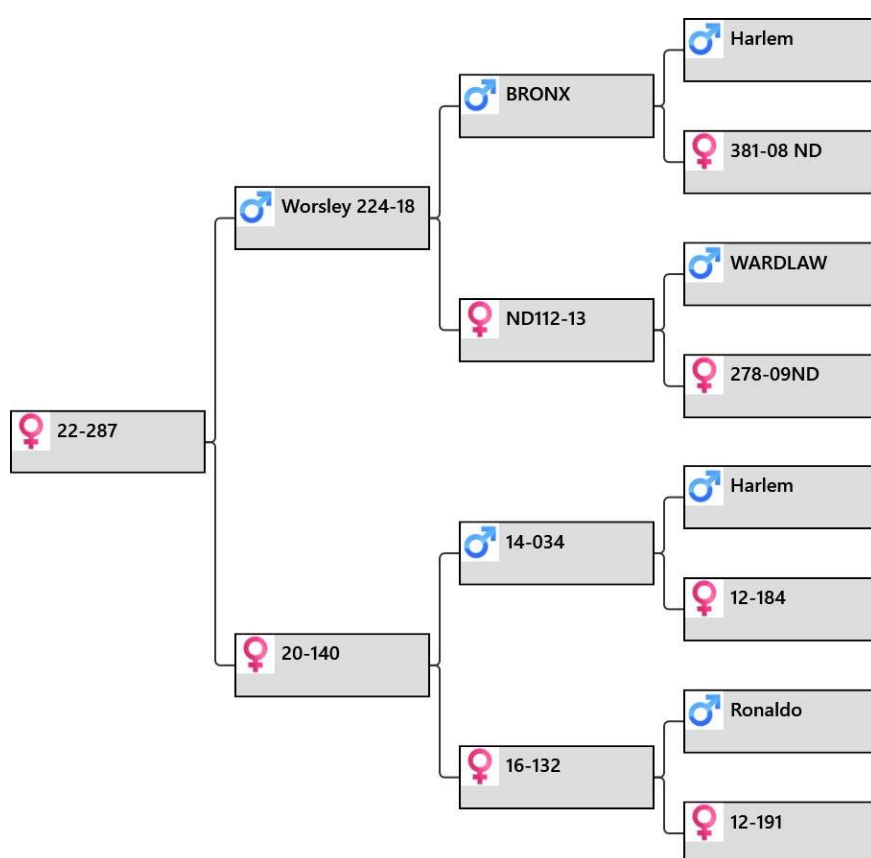 Harlem
BRONX
381-08 ND
Worsley 224-18
WARDLAW
ND112-13
278-09ND
22-287
Harlem
14-034
12-184
20-140
Ronaldo
16-132
12-191